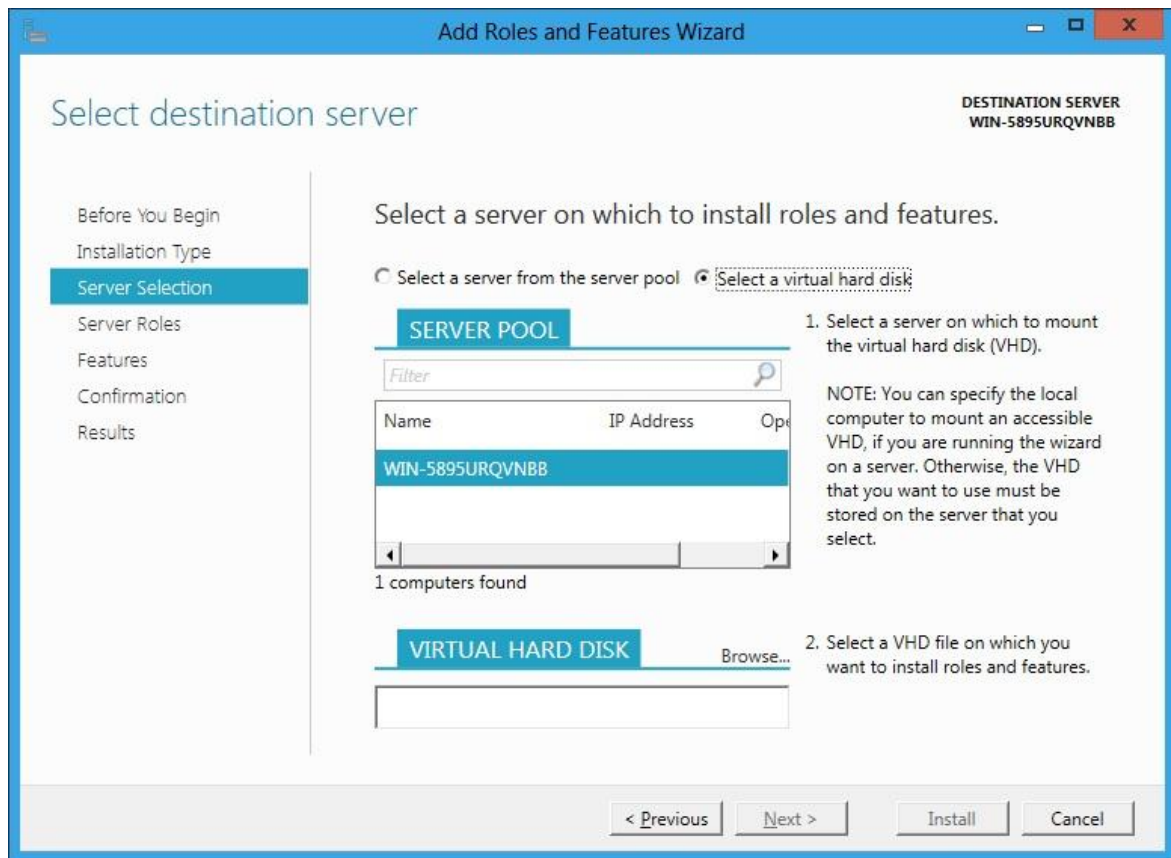 Add Roles and Features Wizard
X
Select destination server
DESTINATION SERVER
WIN-5895URQVNBB
Before You Begin
Installation Type
Server Selection
Server Roles
Features
Confirmation
Results
Select a server on which to install roles and features.
Select a server from the server pool
Select a virtual hard disk
SERVER POOL
Filter
Name IP Address Ope
WIN-5895URQVNBB
1 computers found
1. Select a server on which to mount
the virtual hard disk (VHD).
NOTE: You can specify the local
computer to mount an accessible
VHD, if you are running the wizard
on a server. Otherwise, the VHD
that you want to use must be
stored on the server that you
select.
VIRTUAL HARD DISK
Browse...
2. Select a VHD file on which you
want to install roles and features.
< Previous
Next >
Install
Cancel